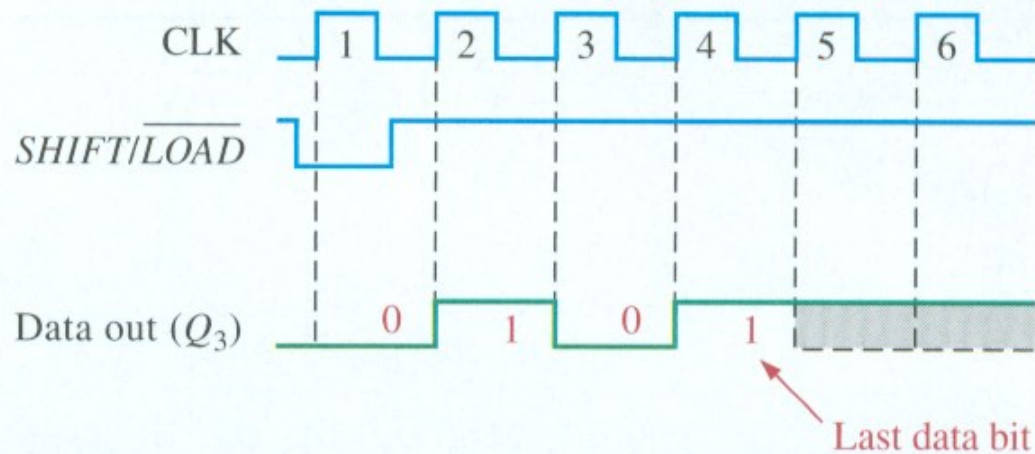 CLK 1 2 3 4 5 6
SHIFT/LOAD
Data out (Q3) 0 1 0 1
Last data bit